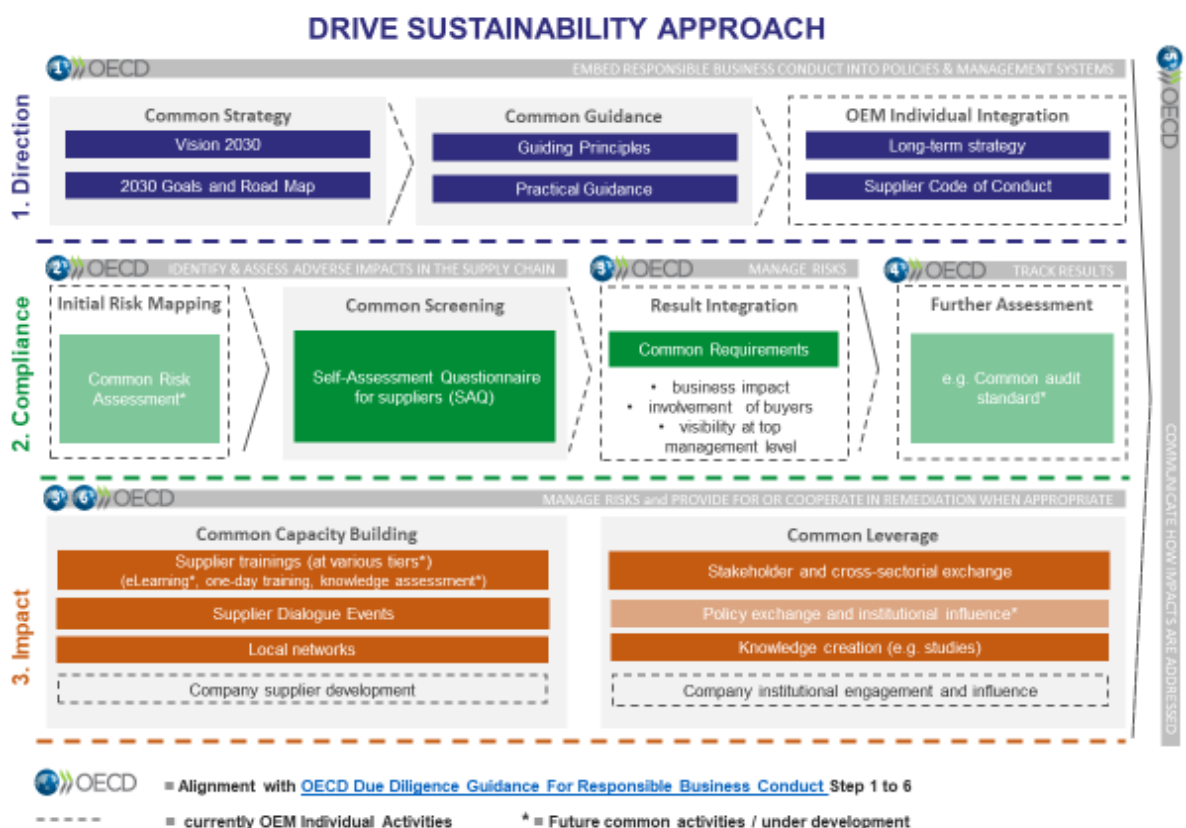 DRIVE SUSTAINABILITY APPROACH
1 OECD
EMBED RESPONSIBLE BUSINESS CONDUCT INTO POLICIES & MANAGEMENT SYSTEMS
1. Direction
Common Strategy
Vision 2030
2030 Goals and Road Map
Common Guidance
Guiding Principles
Practical Guidance
OEM Individual Integration
Long-term strategy
Supplier Code of Conduct
2. Compliance
2 OECD
IDENTIFY & ASSESS ADVERSE IMPACTS IN THE SUPPLY CHAIN
Initial Risk Mapping
Common Risk
Assessment*
Common Screening
Self-Assessment Questionnaire
for suppliers (SAQ)
3 OECD
MANAGE RISKS
Result Integration
Common Requirements
• business impact
• involvement of buyers
• visibility at top
management level
4 OECD
TRACK RESULTS
Further Assessment
e.g. Common audit
standard*
3. Impact
3 6 OECD
MANAGE RISKS and PROVIDE FOR OR COOPERATE IN REMEDIATION WHEN APPROPRIATE
Common Capacity Building
Supplier trainings (at various tiers*)
(eLearning*, one-day training, knowledge assessment*)
Supplier Dialogue Events
Local networks
Company supplier development
Common Leverage
Stakeholder and cross-sectorial exchange
Policy exchange and institutional influence*
Knowledge creation (e.g. studies)
Company institutional engagement and influence
5 OECD
COMMUNICATE HOW IMPACTS ARE ADDRESSED
OECD = Alignment with OECD Due Diligence Guidance For Responsible Business Conduct Step 1 to 6
= currently OEM Individual Activities
* = Future common activities / under development